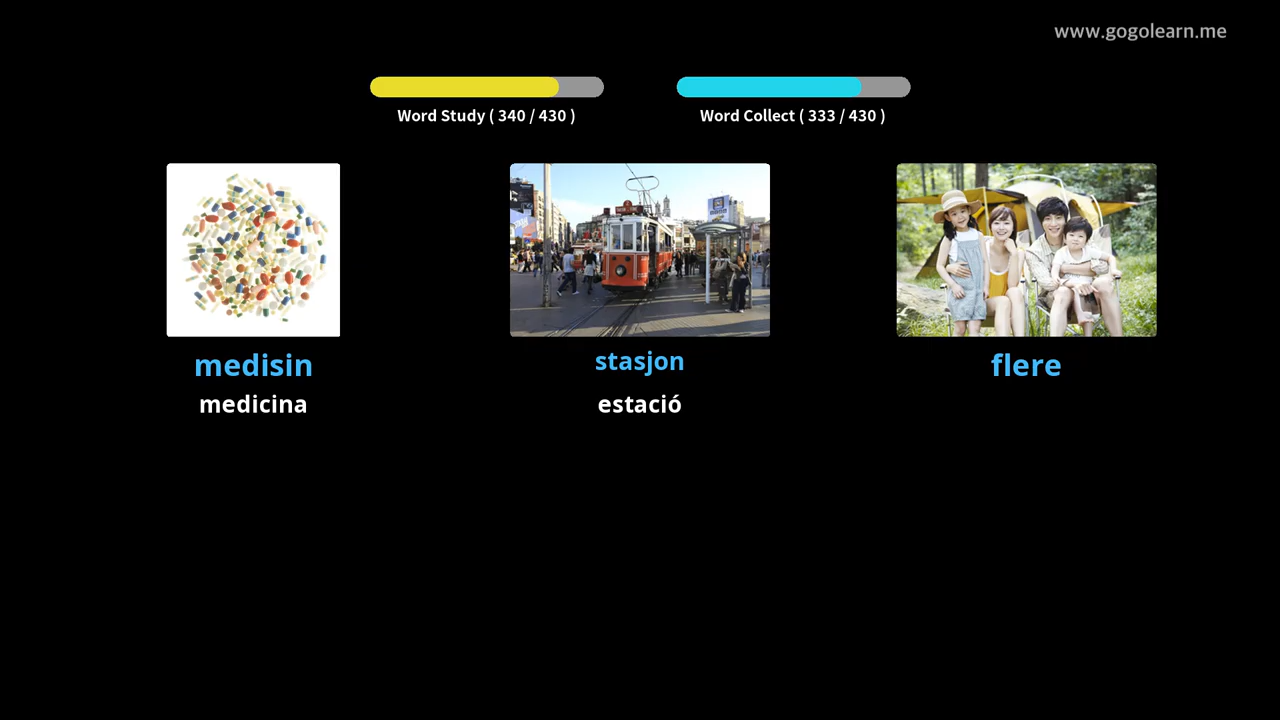 www.gogolearn.me
Word Study ( 340 / 430 )
Word Collect ( 333 / 430 )
medisin
medicina
stasjon
estació
flere